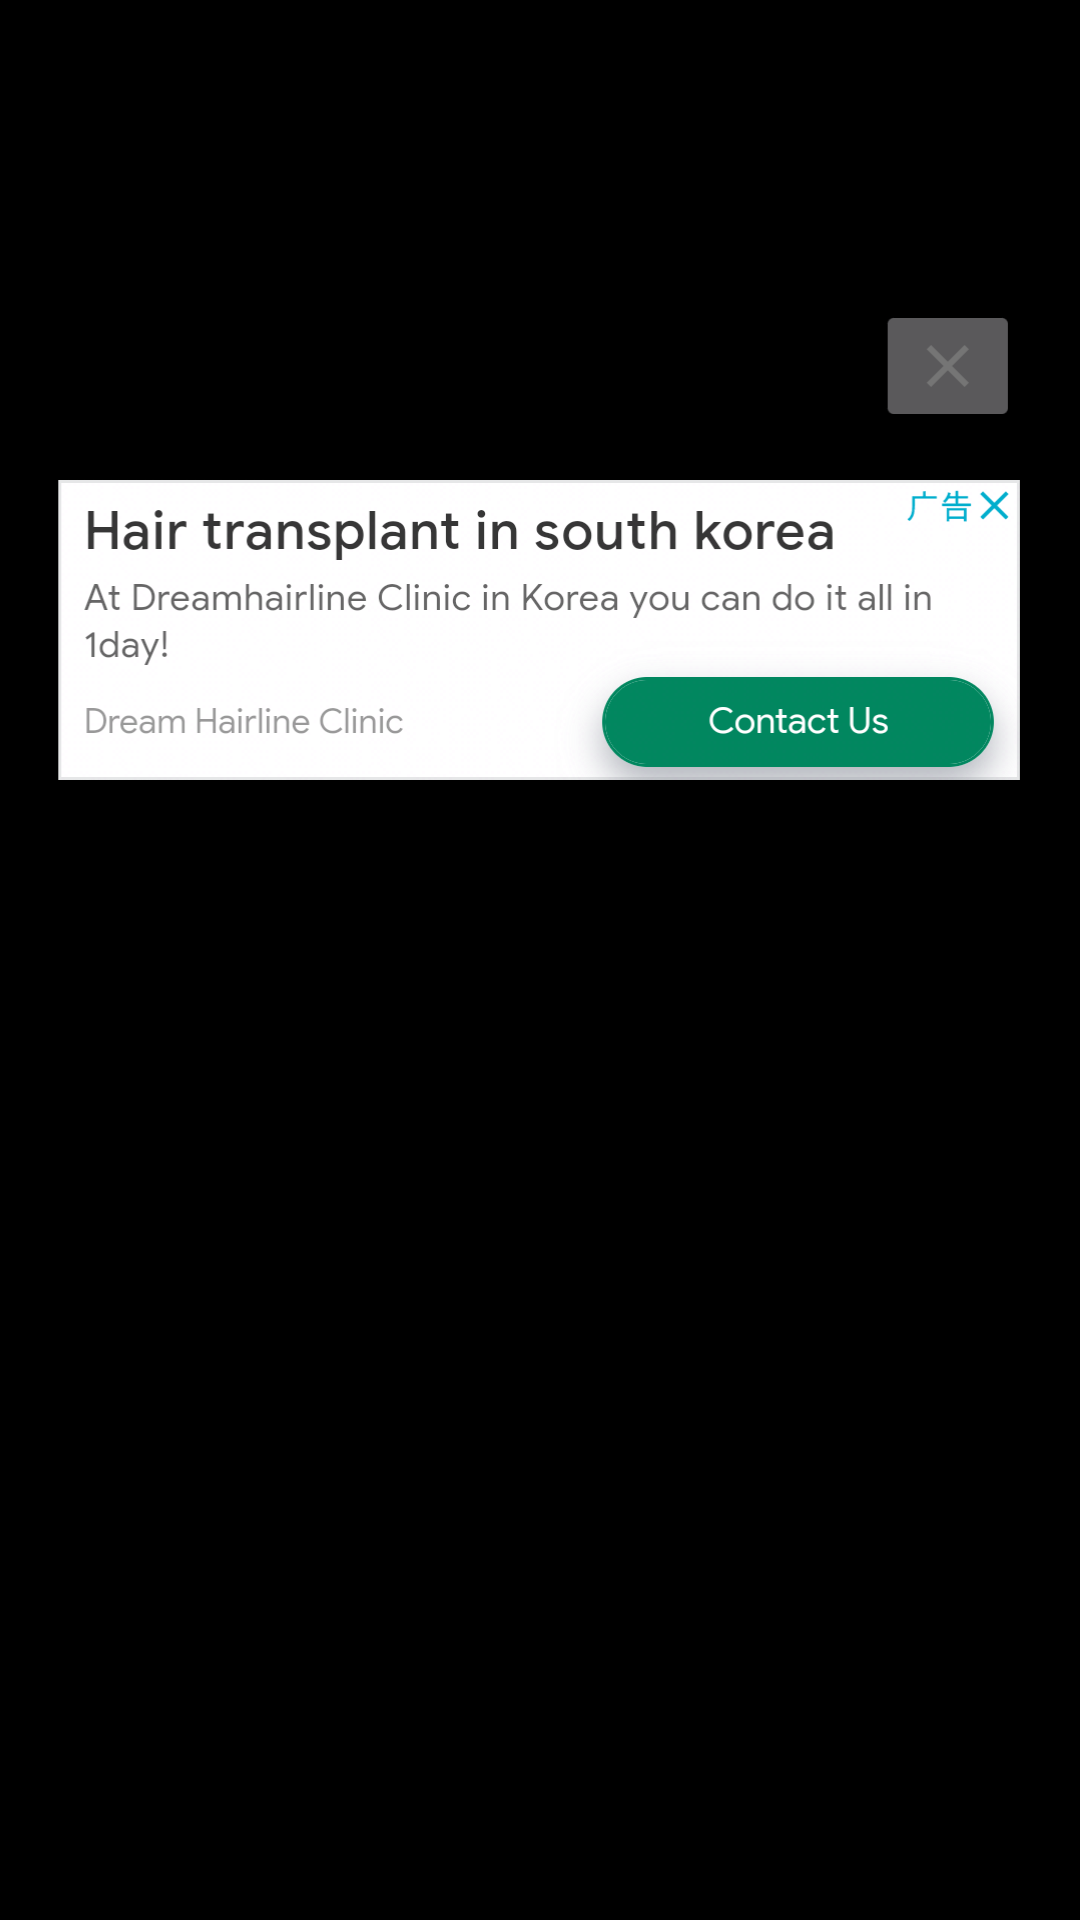 广告
Hair transplant in south korea
At Dreamhairline Clinic in Korea you can do it all in
1day!
Dream Hairline Clinic
Contact Us